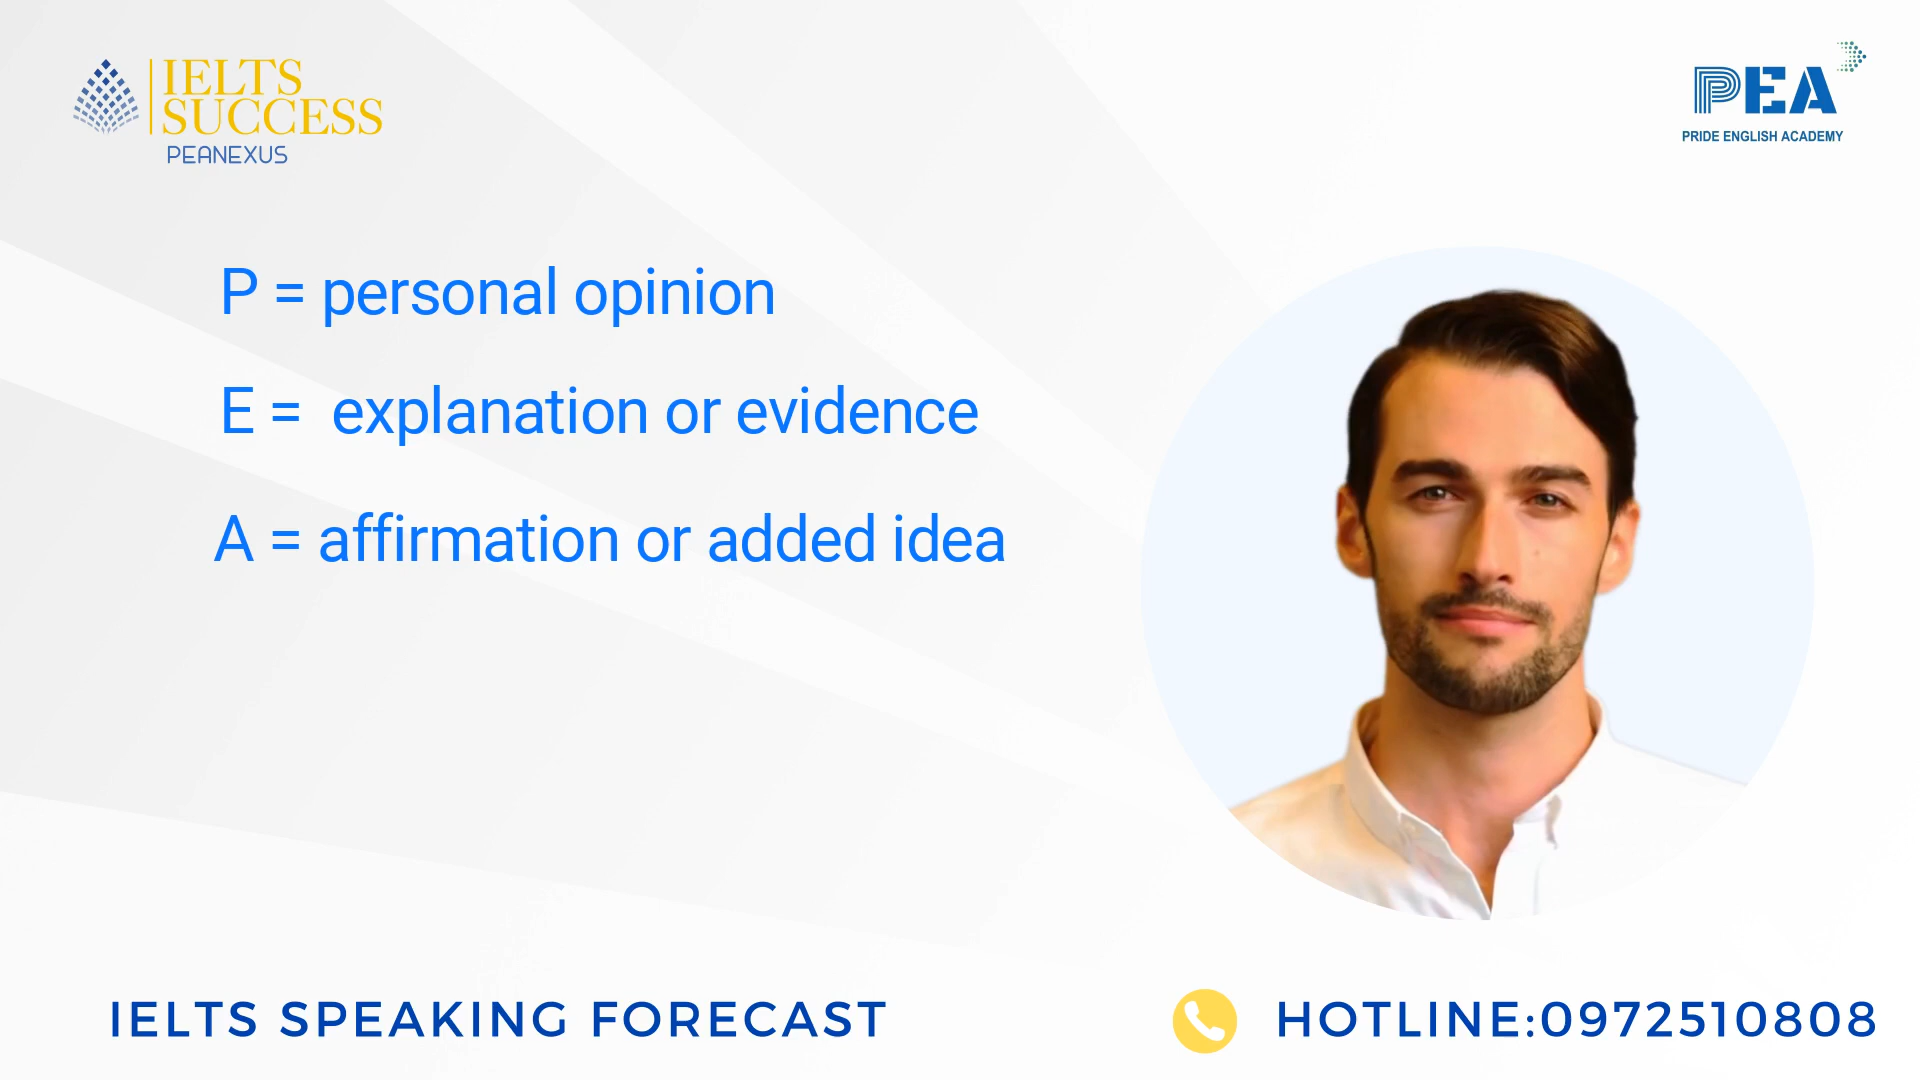 IELTS
SUCCESS
PEANEXUS
PEA
PRIDE ENGLISH ACADEMY
P = personal opinion
E = explanation or evidence
A = affirmation or added idea
IELTS SPEAKING FORECAST
HOTLINE:0972510808